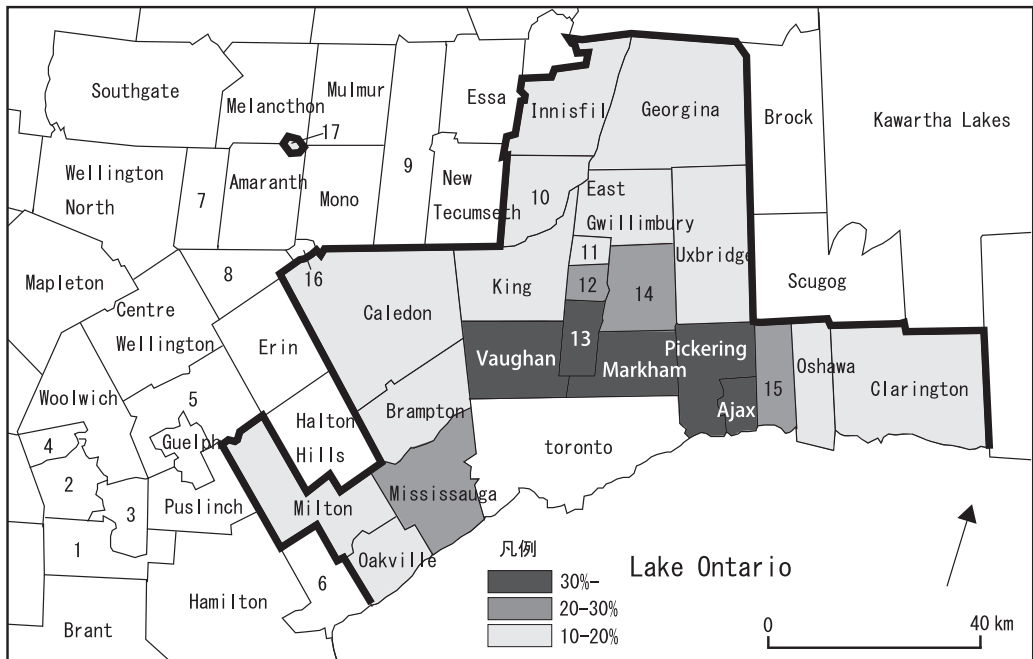 Southgate
Melancthon
Mulmur
17
Essa
Innisfil
Georgina
Brock
Kawartha Lakes
Wellington
North
7
Amaranth
Mono
9
New
Tecumseth
10
East
Gwillimbury
Uxbridge
Scugog
Mapleton
8
16
Centre
Wellington
Erin
Caledon
King
11
12
13
14
Vaughan
Markham
Pickering
Ajax
15
Oshawa
Clarington
Woolwich
5
Guelph
4
2
3
1
Puslinch
Halton
Hills
Brampton
Mississauga
toronto
Milton
Oakville
6
Hamilton
Brant
凡例
30%-
20-30%
10-20%
Lake Ontario
0
40 km